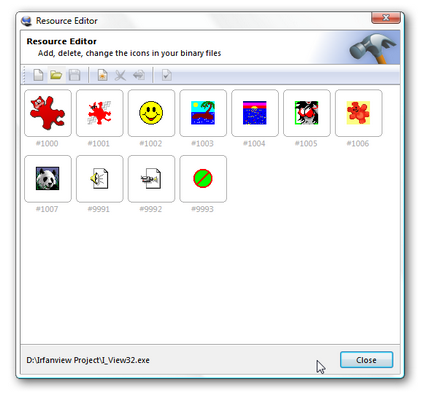 Resource Editor
Resource Editor
Add, delete, change the icons in your binary files
#1000 #1001 #1002 #1003 #1004 #1005 #1006
#1007 #9991 #9992 #9993
D:\Irfanview Project\I_View32.exe
Close